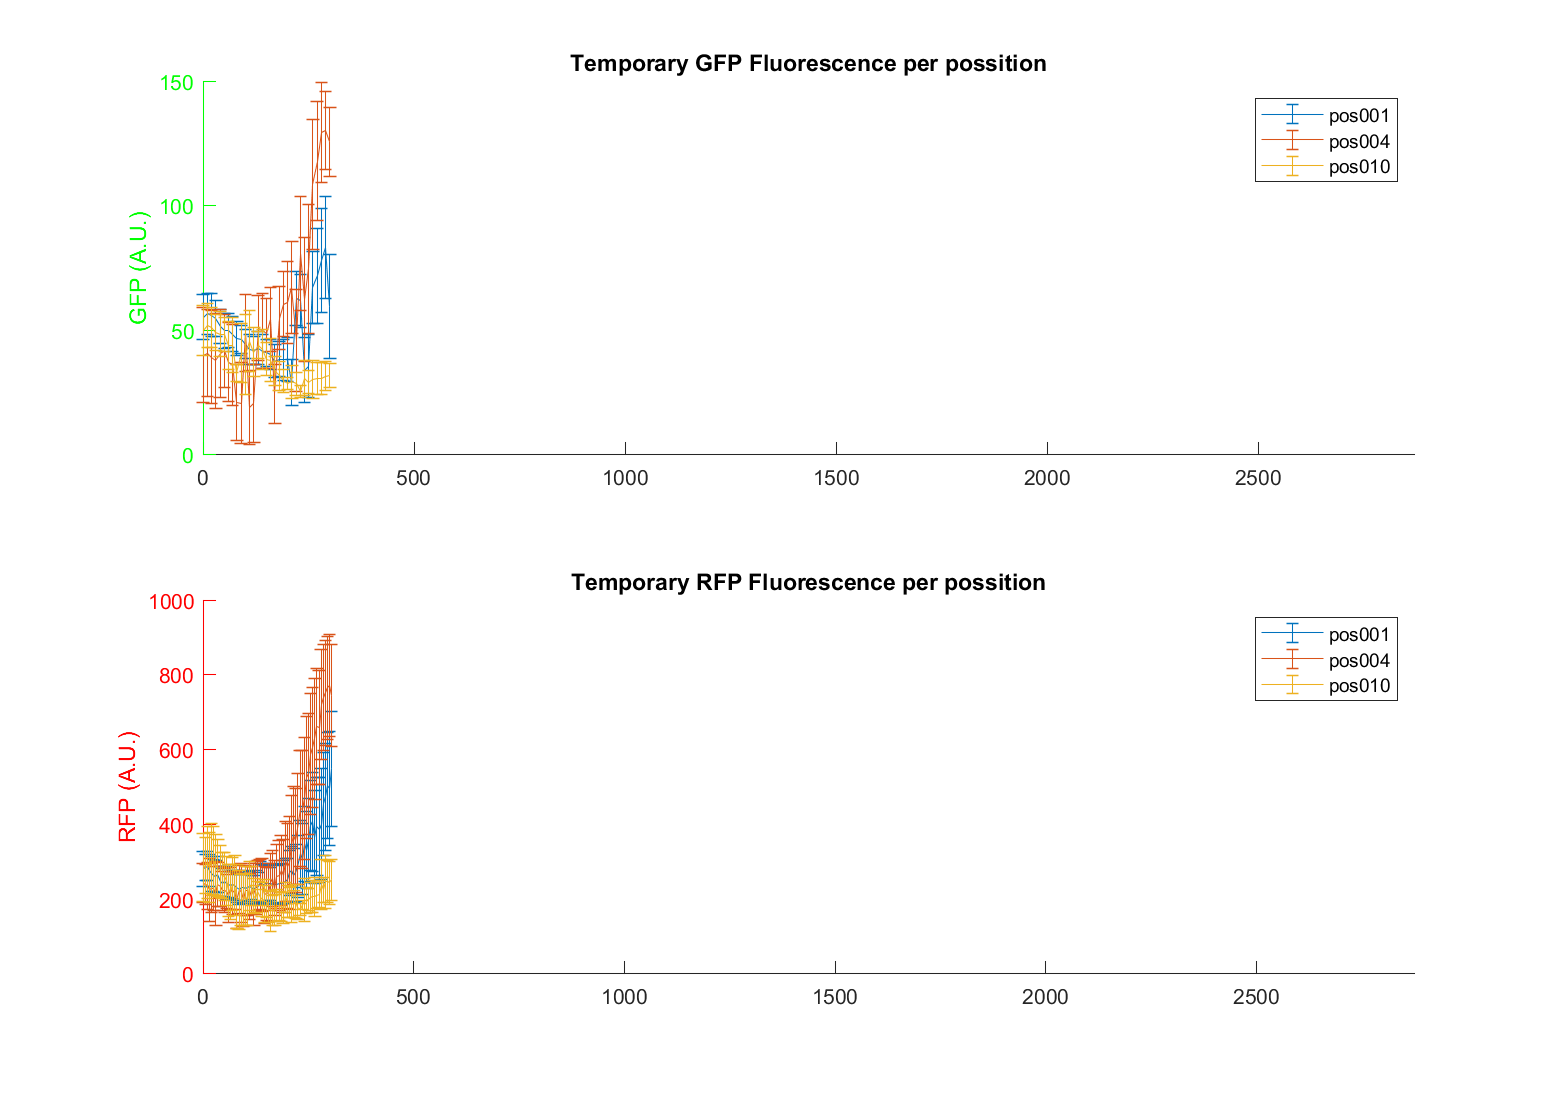 Temporary GFP Fluorescence per possition
GFP (A.U.)
150
100
50
0
0 500 1000 1500 2000 2500
pos001
pos004
pos010
Temporary RFP Fluorescence per possition
RFP (A.U.)
1000
800
600
400
200
0
0 500 1000 1500 2000 2500
pos001
pos004
pos010